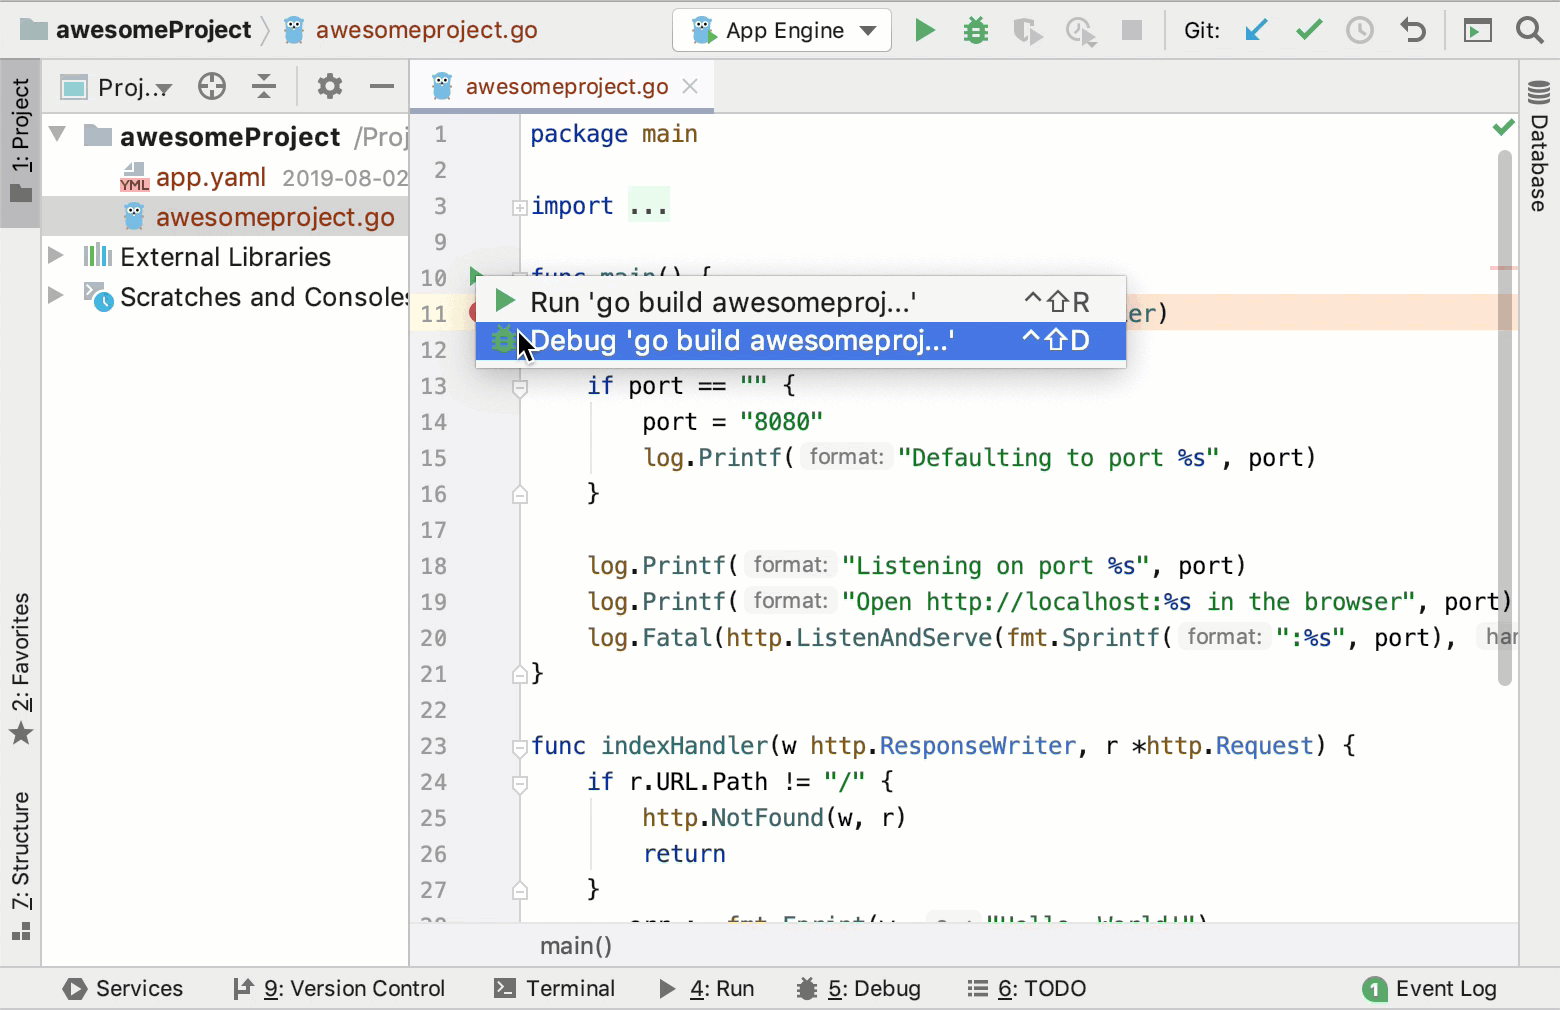 awesomeProject awesomeproject.go App Engine Git:
1: Project
2: Favorites
7: Structure
Proj...
awesomeProject /Proj
app.yaml 2019-08-02
awesomeproject.go
External Libraries
Scratches and Consoles
awesomeproject.go
1 package main
2
3 import ...
9
10 func main() {
11 er)
12
13 if port == "" {
14 port = "8080"
15 log.Printf( format: "Defaulting to port %s", port)
16 }
17
18 log.Printf( format: "Listening on port %s", port)
19 log.Printf( format: "Open http://localhost:%s in the browser", port)
20 log.Fatal(http.ListenAndServe(fmt.Sprintf( format: ":%s", port), har
21 }
22
23 func indexHandler(w http.ResponseWriter, r *http.Request) {
24 if r.URL.Path != "/" {
25 http.NotFound(w, r)
26 return
27 }
Run 'go build awesomeproj...' ^⇧R
Debug 'go build awesomeproj...' ^⇧D
main()
Database
Services 9: Version Control Terminal 4: Run 5: Debug 6: TODO 1 Event Log
YML